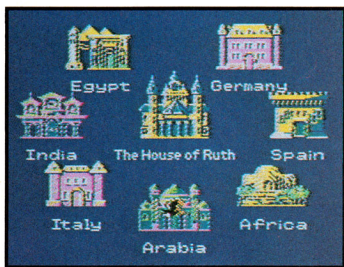 Egypt
Germany
India
The House of Ruth
Spain
Italy
Africa
Arabia